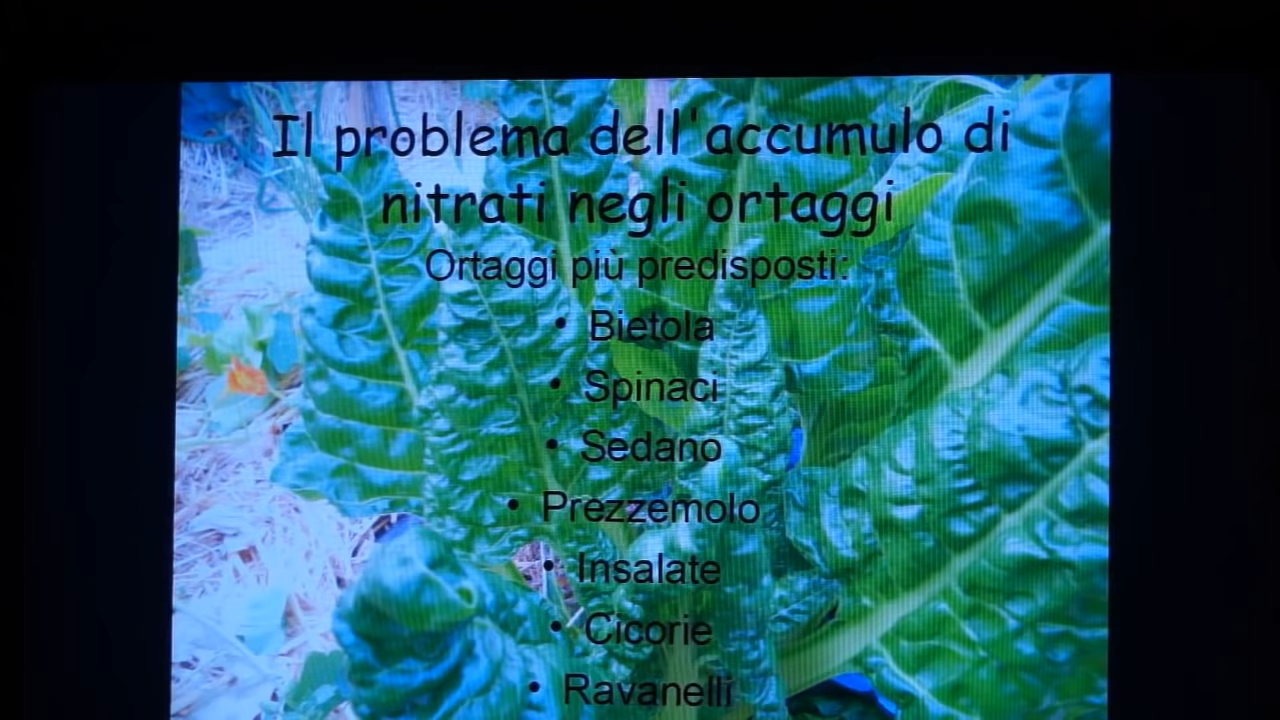 Il problema dell'accumulo di
nitrati negli ortaggi
Ortaggi più predisposti:
• Bietola
• Spinaci
• Sedano
• Prezzemolo
• Insalate
• Cicorie
• Ravanelli